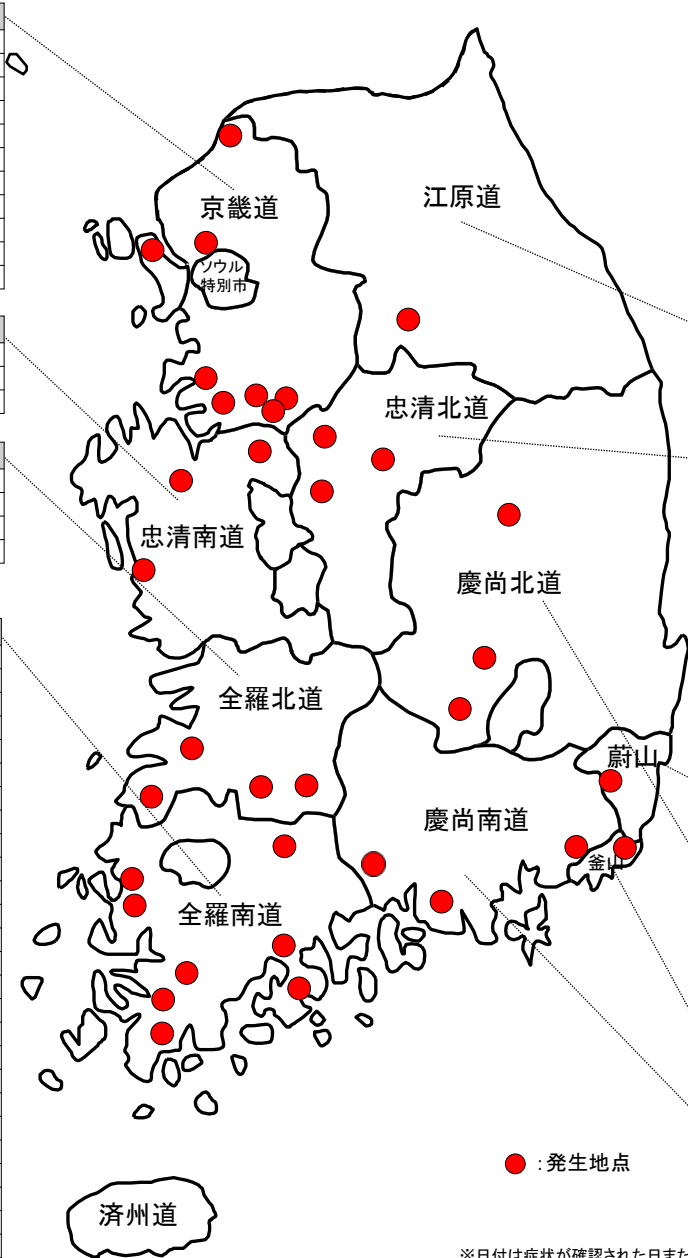 江原道
京畿道
ソウル
特別市
忠清北道
忠清南道
慶尚北道
全羅北道
蔚山
慶尚南道
釜山
全羅南道
：発生地点
済州道
※日付は症状が確認された日また